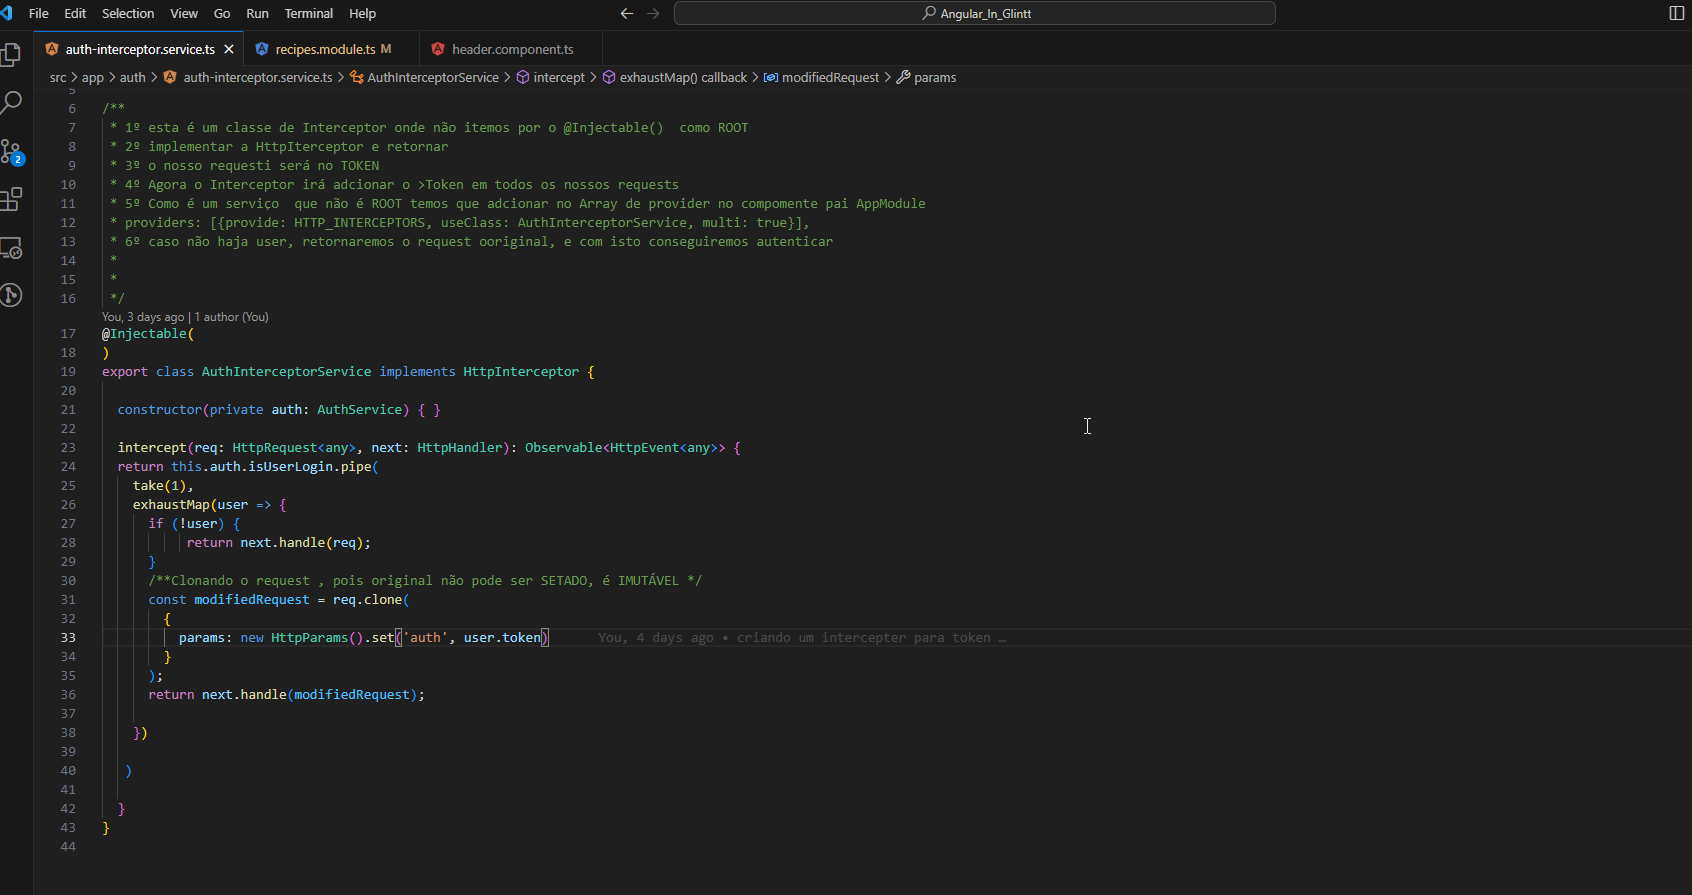 File Edit Selection View Go Run Terminal Help
Angular_In_Glintt
auth-interceptor.service.ts recipes.module.ts M header.component.ts
src > app > auth > auth-interceptor.service.ts > AuthInterceptorService > intercept > exhaustMap() callback > modifiedRequest > params
5
6 /**
7 * 1º esta é um classe de Interceptor onde não itemos por o @Injectable()  como ROOT
8 * 2º implementar a HttpIterceptor e retornar
9 * 3º o nosso requesti será no TOKEN
10 * 4º Agora o Interceptor irá adcionar o >Token em todos os nossos requests
11 * 5º Como é um serviço  que não é ROOT temos que adcionar no Array de provider no compomente pai AppModule
12 * providers: [{provide: HTTP_INTERCEPTORS, useClass: AuthInterceptorService, multi: true}],
13 * 6º caso não haja user, retornaremos o request ooriginal, e com isto conseguiremos autenticar
14 *
15 *
16 */
You, 3 days ago | 1 author (You)
17 @Injectable(
18 )
19 export class AuthInterceptorService implements HttpInterceptor {
20
21 constructor(private auth: AuthService) { }
22
23 intercept(req: HttpRequest<any>, next: HttpHandler): Observable<HttpEvent<any>> {
24 return this.auth.isUserLogin.pipe(
25 take(1),
26 exhaustMap(user => {
27 if (!user) {
28 return next.handle(req);
29 }
30 /**Clonando o request , pois original não pode ser SETADO, é IMUTÁVEL */
31 const modifiedRequest = req.clone(
32 {
33 params: new HttpParams().set('auth', user.token) You, 4 days ago • criando um intercepter para token …
34 }
35 );
36 return next.handle(modifiedRequest);
37
38 })
39
40 )
41
42 }
43 }
44
2